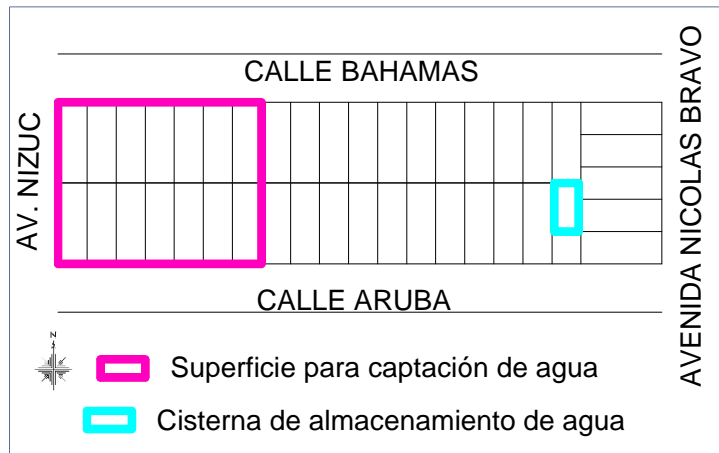 CALLE BAHAMAS
AV. NIZUC
AVENIDA NICOLAS BRAVO
CALLE ARUBA
N
Superficie para captación de agua
Cisterna de almacenamiento de agua